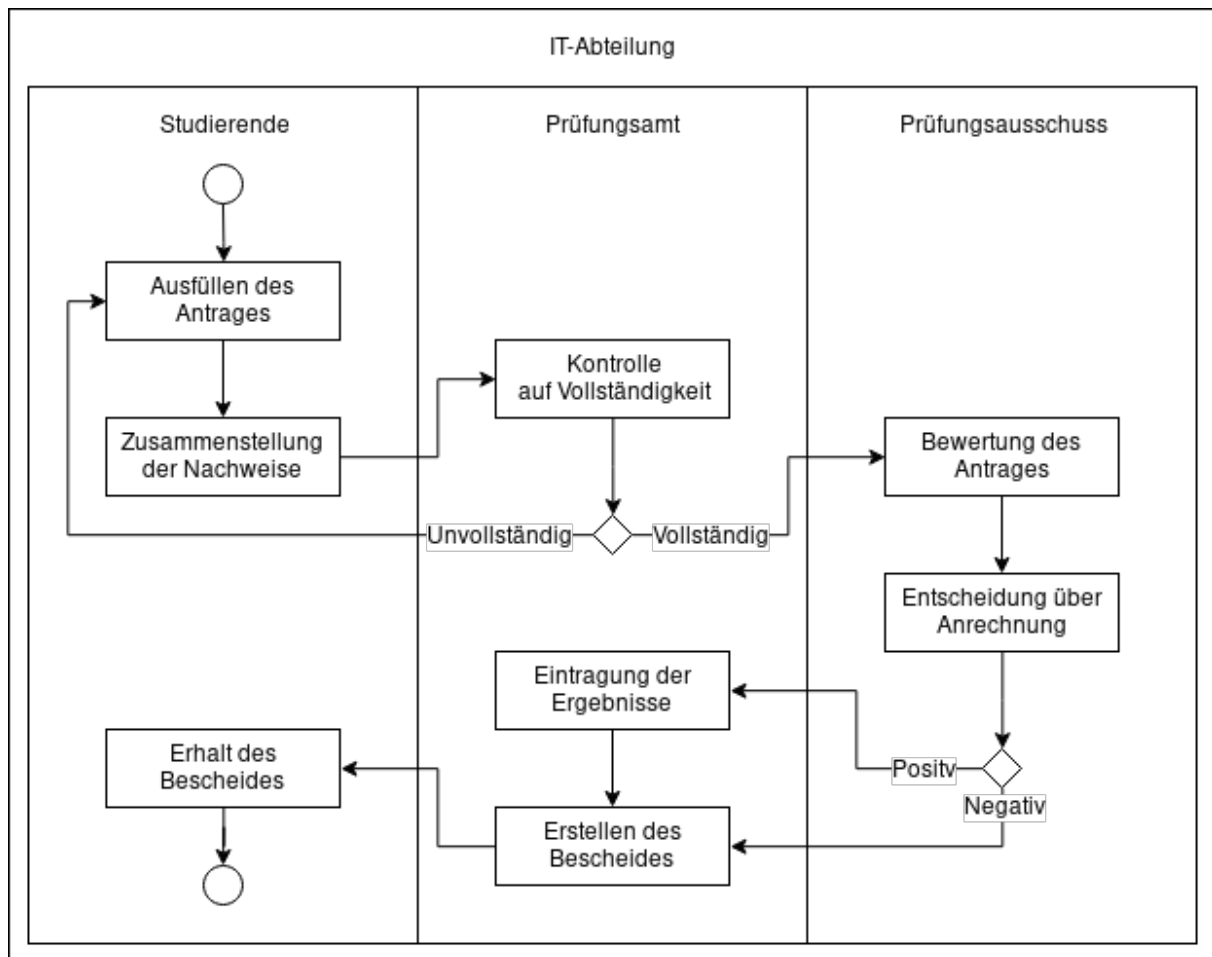 IT-Abteilung
Studierende
Prüfungsamt
Prüfungsausschuss
Ausfüllen des
Antrages
Kontrolle
auf Vollständigkeit
Zusammenstellung
der Nachweise
Bewertung des
Antrages
Unvollständig
Vollständig
Entscheidung über
Anrechnung
Eintragung der
Ergebnisse
Erhalt des
Bescheides
Positv
Negativ
Erstellen des
Bescheides